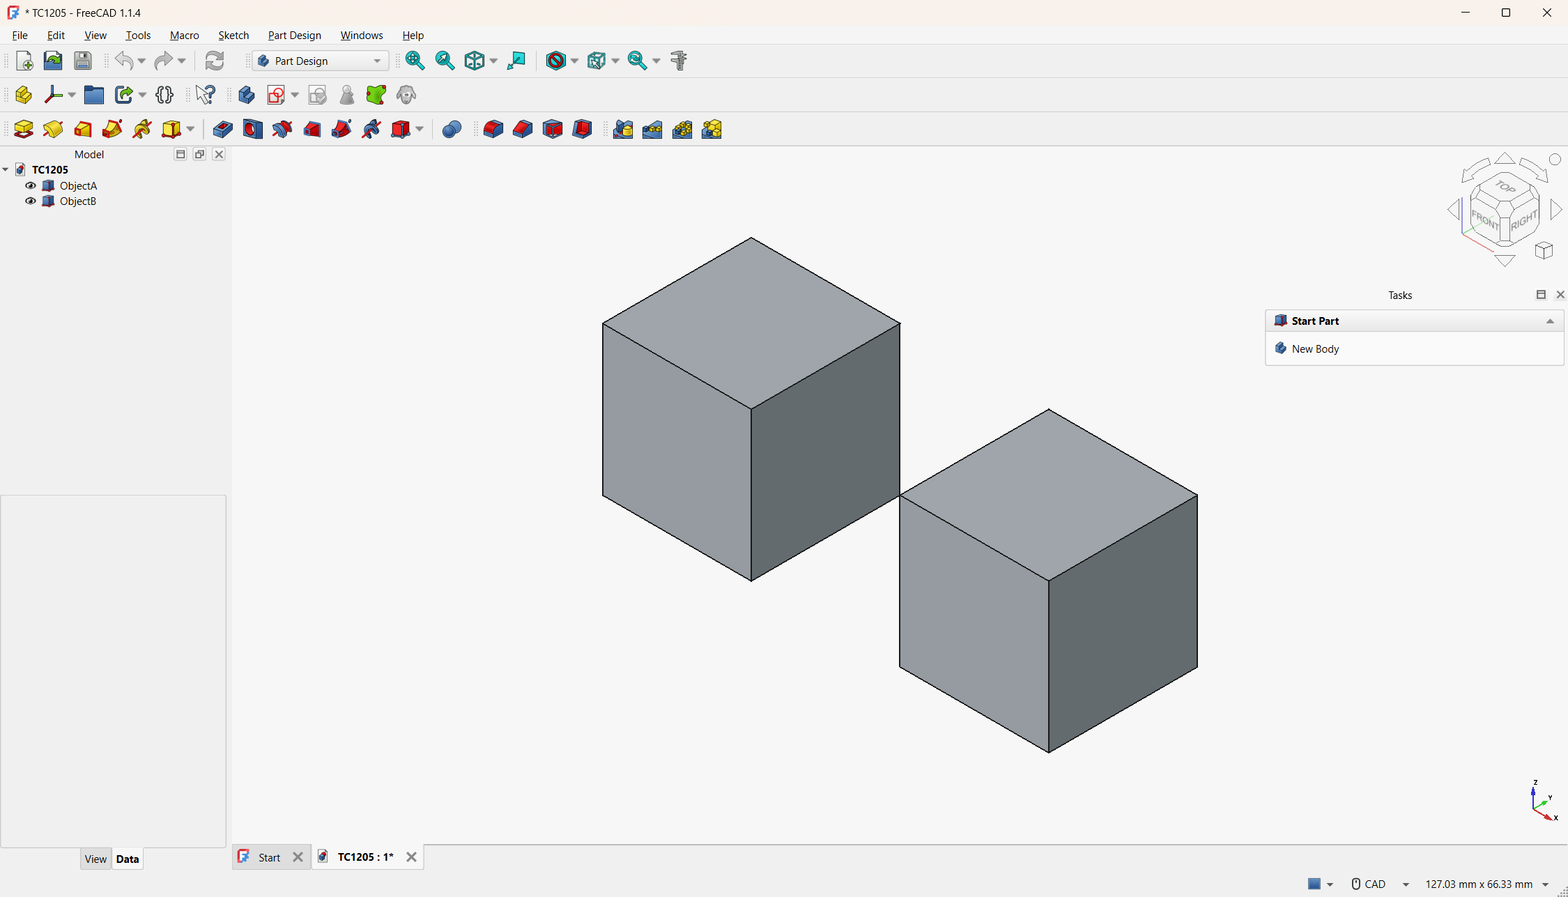 * TC1205 - FreeCAD 1.1.4
File Edit View Tools Macro Sketch Part Design Windows Help
Part Design
Model
TC1205
ObjectA
ObjectB
TOP
FRONT
RIGHT
Tasks
Start Part
New Body
Z
Y
X
View Data
Start TC1205 : 1*
CAD 127.03 mm x 66.33 mm